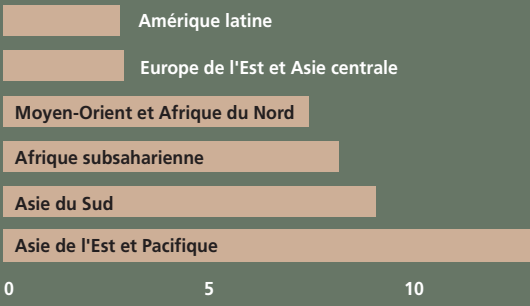 Amérique latine
Europe de l'Est et Asie centrale
Moyen-Orient et Afrique du Nord
Afrique subsaharienne
Asie du Sud
Asie de l'Est et Pacifique
0 5 10